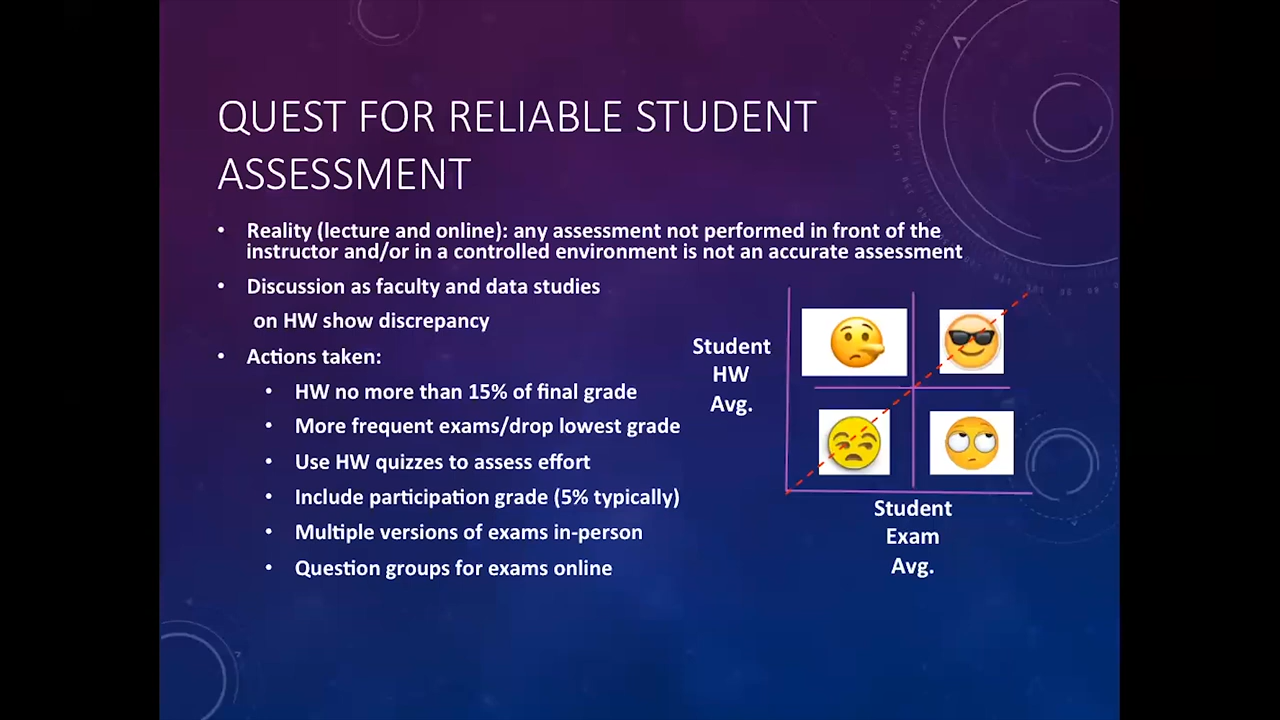 QUEST FOR RELIABLE STUDENT
ASSESSMENT
• Reality (lecture and online): any assessment not performed in front of the
instructor and/or in a controlled environment is not an accurate assessment
• Discussion as faculty and data studies
on HW show discrepancy
• Actions taken:
• HW no more than 15% of final grade
• More frequent exams/drop lowest grade
• Use HW quizzes to assess effort
• Include participation grade (5% typically)
• Multiple versions of exams in-person
• Question groups for exams online
Student
HW
Avg.
Student
Exam
Avg.